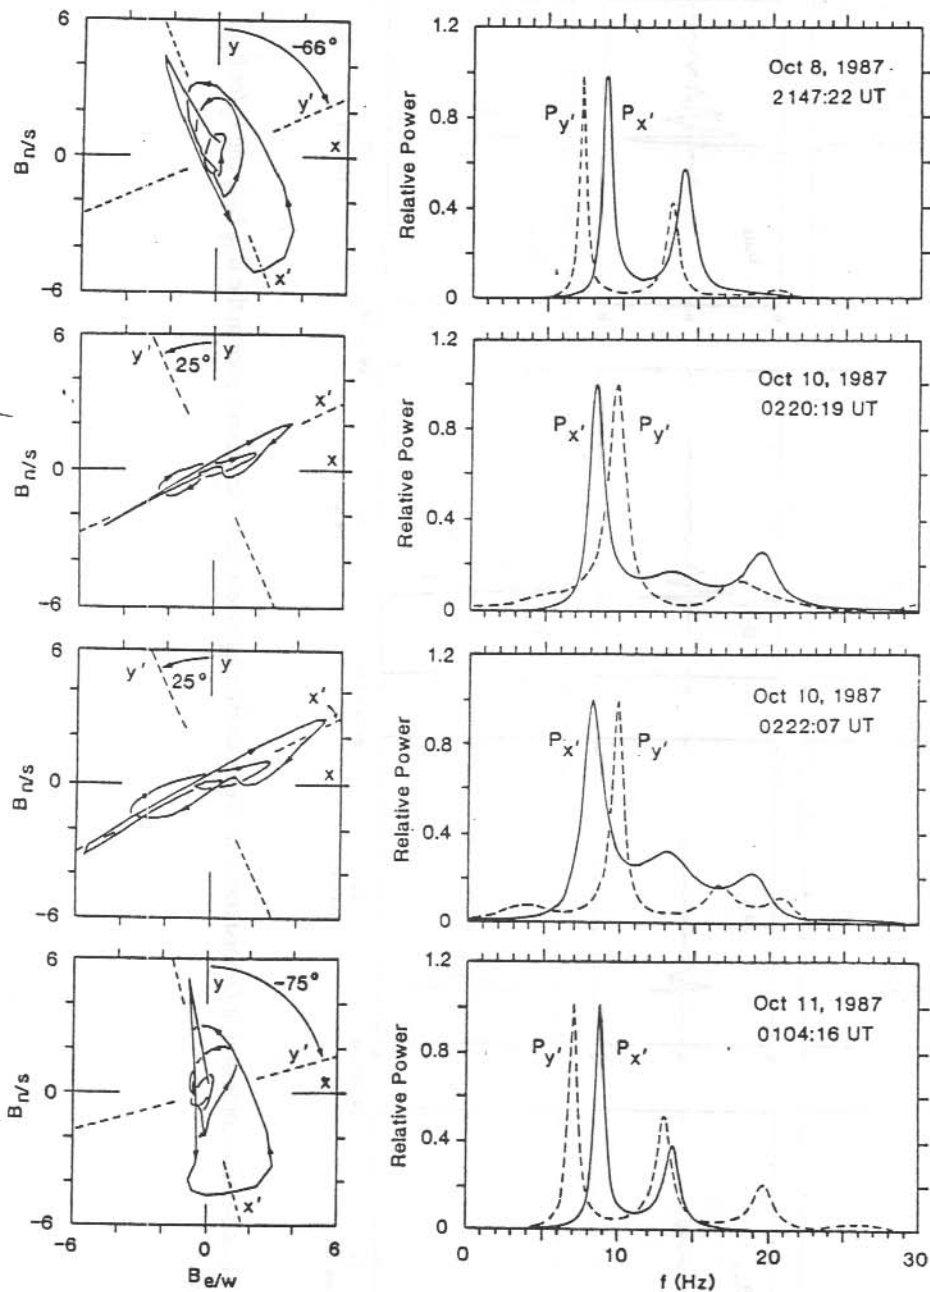 6
B n/s
0
-6
y
-66°
y'
x
x'
1.2
Relative Power
0.8
0.4
0
P y'
P x'
Oct 8, 1987
2147:22 UT
6
B n/s
0
-6
y'
25°
y
x'
x
1.2
Relative Power
0.8
0.4
0
P x'
P y'
Oct 10, 1987
0220:19 UT
6
B n/s
0
-6
y'
25°
y
x'
x
1.2
Relative Power
0.8
0.4
0
P x'
P y'
Oct 10, 1987
0222:07 UT
6
B n/s
0
-6
y
-75°
y'
x
x'
-6 0 6
B e/w
1.2
Relative Power
0.8
0.4
0
P y'
P x'
Oct 11, 1987
0104:16 UT
0 10 20 30
f (Hz)